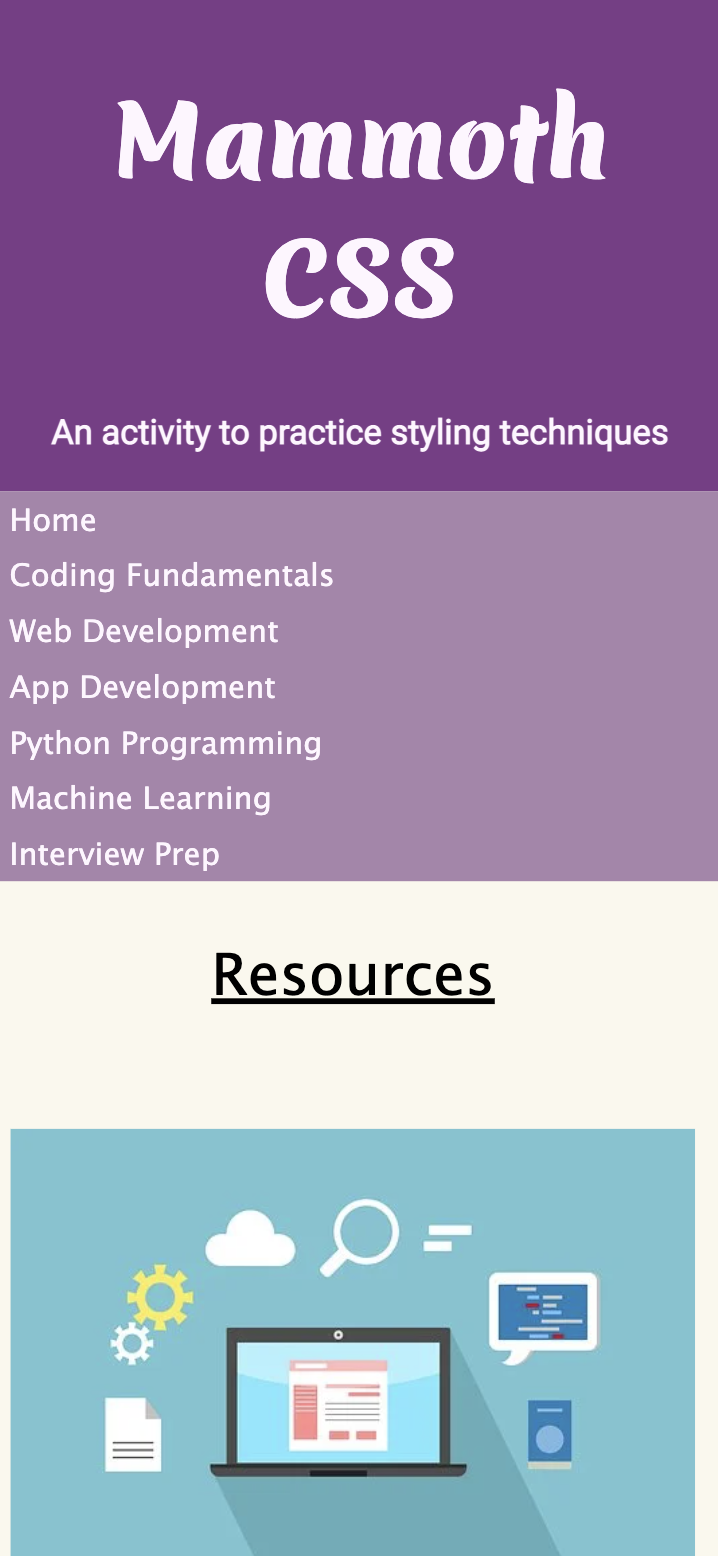 Mammoth
CSS
An activity to practice styling techniques
Home
Coding Fundamentals
Web Development
App Development
Python Programming
Machine Learning
Interview Prep
Resources